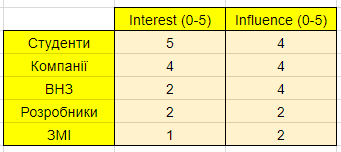 Interest (0-5) Influence (0-5)
Студенти 5 4
Компанії 4 4
ВНЗ 2 4
Розробники 2 2
ЗМІ 1 2